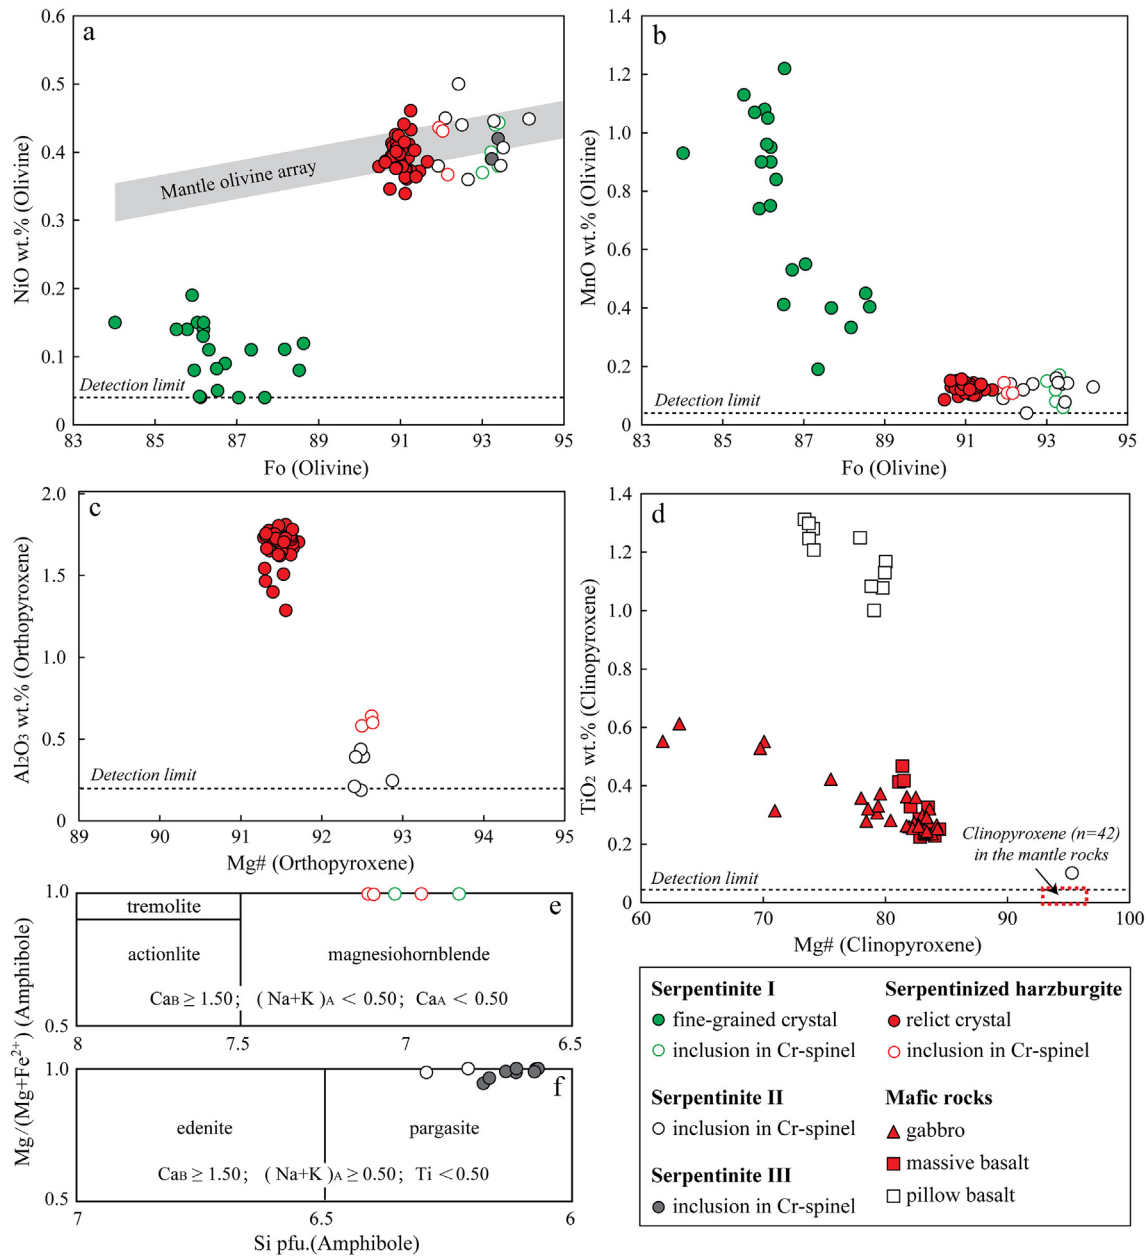 a
0.6
0.5
0.4
0.3
0.2
0.1
0
NiO wt.% (Olivine)
Mantle olivine array
Detection limit
83
85
87
89
91
93
95
Fo (Olivine)
b
1.4
1.2
1.0
0.8
0.6
0.4
0.2
0
MnO wt.% (Olivine)
Detection limit
83
85
87
89
91
93
95
Fo (Olivine)
c
2.0
1.5
1.0
0.5
0
Al2O3 wt.% (Orthopyroxene)
Detection limit
89
90
91
92
93
94
95
Mg# (Orthopyroxene)
d
1.4
1.2
1.0
0.8
0.6
0.4
0.2
0
TiO2 wt.% (Clinopyroxene)
Clinopyroxene (n=42)
in the mantle rocks
Detection limit
60
70
80
90
100
Mg# (Clinopyroxene)
1.0
0.5
e
tremolite
actionlite
magnesiohornblende
CaB ≥ 1.50; (Na+K)A < 0.50; CaA < 0.50
8
7.5
7
6.5
Mg/(Mg+Fe2+) (Amphibole)
1.0
0.5
f
edenite
pargasite
CaB ≥ 1.50; (Na+K)A ≥ 0.50; Ti < 0.50
7
6.5
6
Si pfu.(Amphibole)
Serpentinite I
fine-grained crystal
inclusion in Cr-spinel
Serpentinite II
inclusion in Cr-spinel
Serpentinite III
inclusion in Cr-spinel
Serpentinized harzburgite
relict crystal
inclusion in Cr-spinel
Mafic rocks
gabbro
massive basalt
pillow basalt